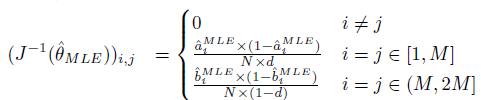 $$(J^{-1}(\hat{\theta}_{MLE}))_{i,j} = \begin{cases} 0 & i \neq j \\ \frac{\hat{a}_i^{MLE} \times (1-\hat{a}_i^{MLE})}{N \times d} & i = j \in [1, M] \\ \frac{\hat{b}_i^{MLE} \times (1-\hat{b}_i^{MLE})}{N \times (1-d)} & i = j \in (M, 2M] \end{cases}$$